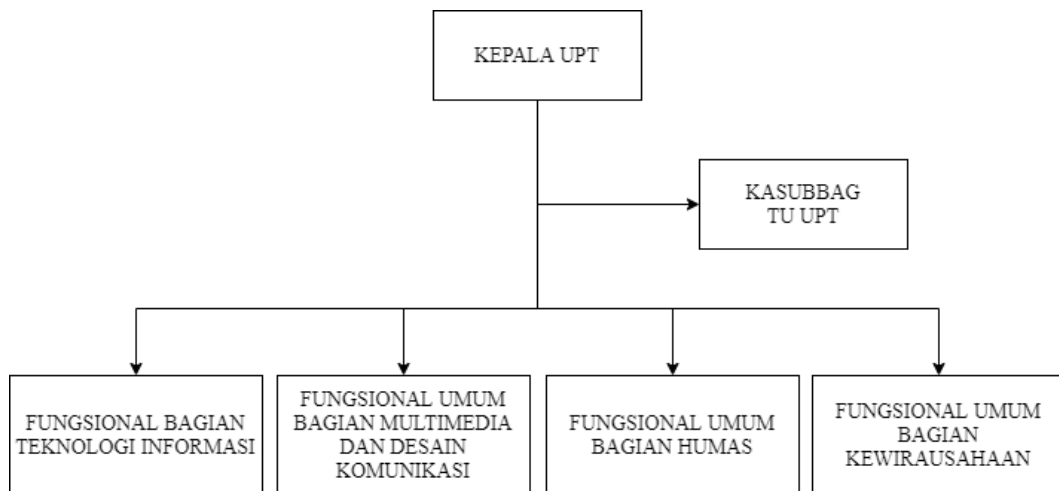 KEPALA UPT
KASUBBAG
TU UPT
FUNGSIONAL BAGIAN
TEKNOLOGI INFORMASI
FUNGSIONAL UMUM
BAGIAN MULTIMEDIA
DAN DESAIN
KOMUNIKASI
FUNGSIONAL UMUM
BAGIAN HUMAS
FUNGSIONAL UMUM
BAGIAN
KEWIRAUSAHAAN